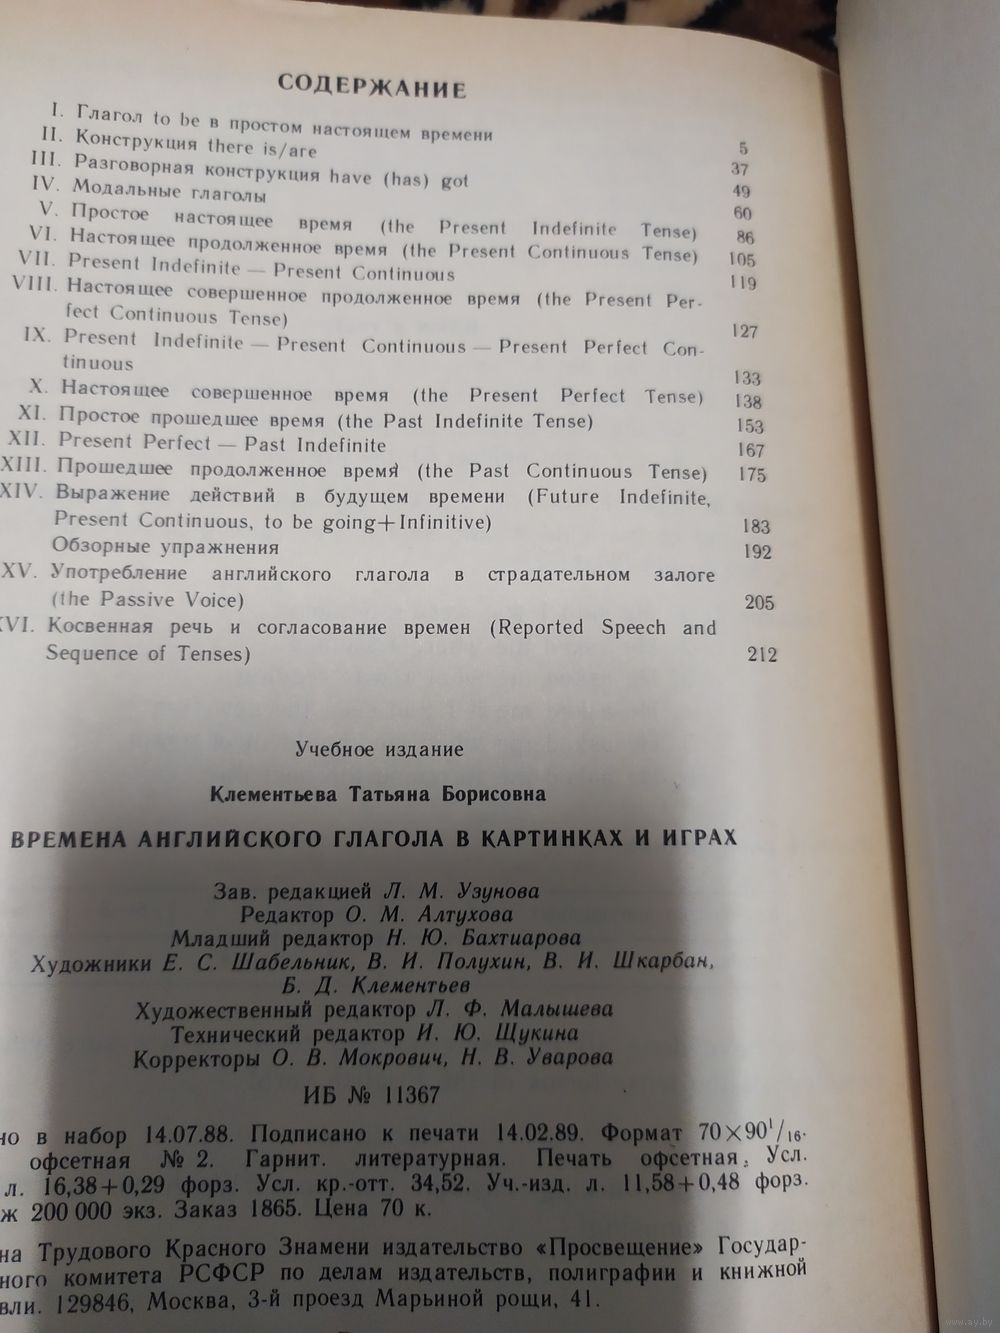 СОДЕРЖАНИЕ
I. Глагол to be в простом настоящем времени 5
II. Конструкция there is/are 37
III. Разговорная конструкция have (has) got 49
IV. Модальные глаголы 60
V. Простое настоящее время (the Present Indefinite Tense) 86
VI. Настоящее продолженное время (the Present Continuous Tense) 105
VII. Present Indefinite — Present Continuous 119
VIII. Настоящее совершенное продолженное время (the Present Per-
fect Continuous Tense) 127
IX. Present Indefinite — Present Continuous — Present Perfect Con-
tinuous 133
X. Настоящее совершенное время (the Present Perfect Tense) 138
XI. Простое прошедшее время (the Past Indefinite Tense) 153
XII. Present Perfect — Past Indefinite 167
XIII. Прошедшее продолженное время (the Past Continuous Tense) 175
XIV. Выражение действий в будущем времени (Future Indefinite,
Present Continuous, to be going+Infinitive) 183
Обзорные упражнения 192
XV. Употребление английского глагола в страдательном залоге
(the Passive Voice) 205
XVI. Косвенная речь и согласование времен (Reported Speech and
Sequence of Tenses) 212
Учебное издание
Клементьева Татьяна Борисовна
ВРЕМЕНА АНГЛИЙСКОГО ГЛАГОЛА В КАРТИНКАХ И ИГРАХ
Зав. редакцией Л. М. Узунова
Редактор О. М. Алтухова
Младший редактор Н. Ю. Бахтиарова
Художники Е. С. Шабельник, В. И. Полухин, В. И. Шкарбан,
Б. Д. Клементьев
Художественный редактор Л. Ф. Малышева
Технический редактор И. Ю. Щукина
Корректоры О. В. Мокрович, Н. В. Уварова
ИБ № 11367
но в набор 14.07.88. Подписано к печати 14.02.89. Формат 70×90¹/₁₆.
офсетная № 2. Гарнит. литературная. Печать офсетная. Усл.
л. 16,38+0,29 форз. Усл. кр.-отт. 34,52. Уч.-изд. л. 11,58+0,48 форз.
ж 200 000 экз. Заказ 1865. Цена 70 к.
на Трудового Красного Знамени издательство «Просвещение» Государ-
ного комитета РСФСР по делам издательств, полиграфии и книжной
вли. 129846, Москва, 3-й проезд Марьиной рощи, 41.
www.ay.by